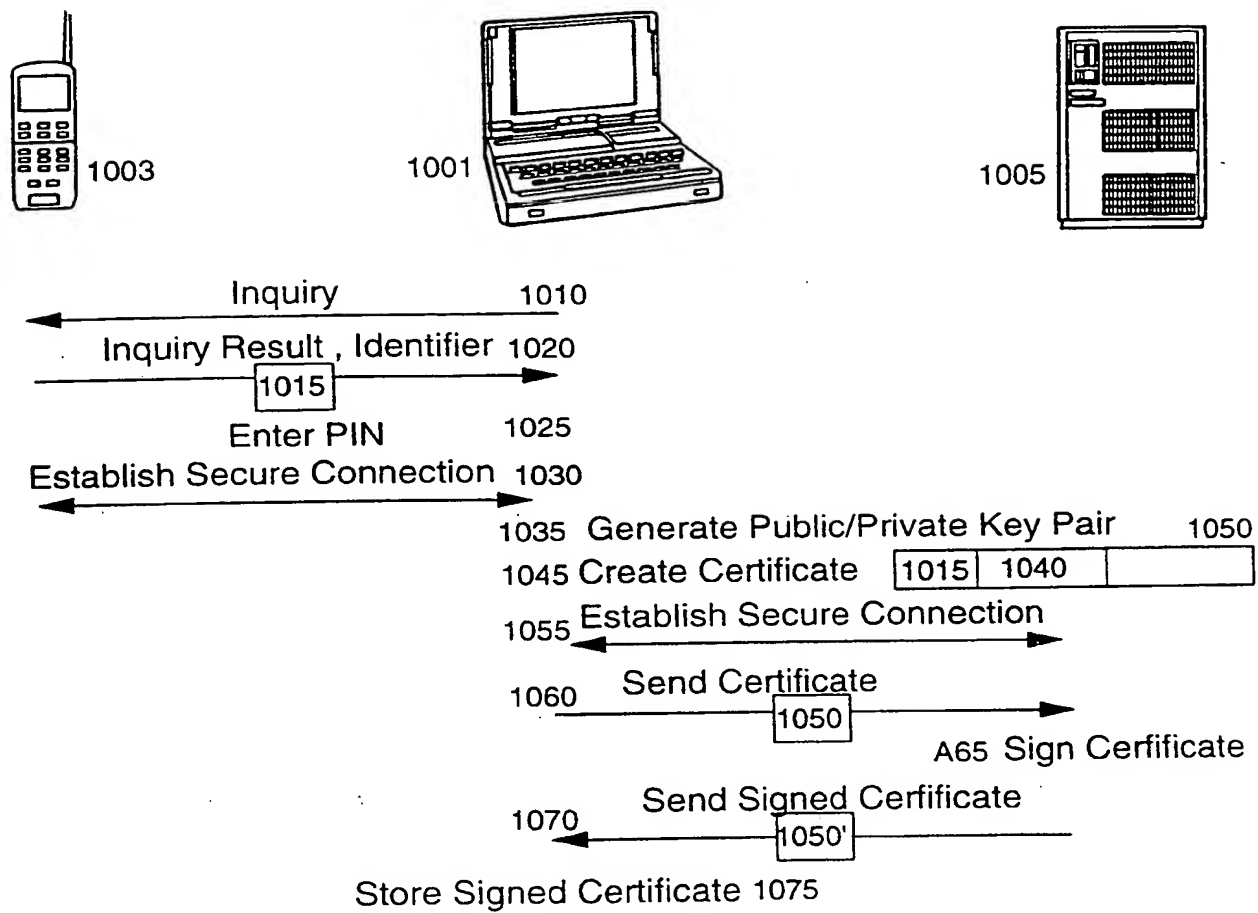 1003
1001
1005
Inquiry 1010
Inquiry Result , Identifier 1020
1015
Enter PIN 1025
Establish Secure Connection 1030
1035 Generate Public/Private Key Pair 1050
1045 Create Certificate 1015 1040
1055 Establish Secure Connection
1060 Send Certificate
1050
A65 Sign Cerfificate
Send Signed Cerfificate
1070
1050'
Store Signed Certificate 1075